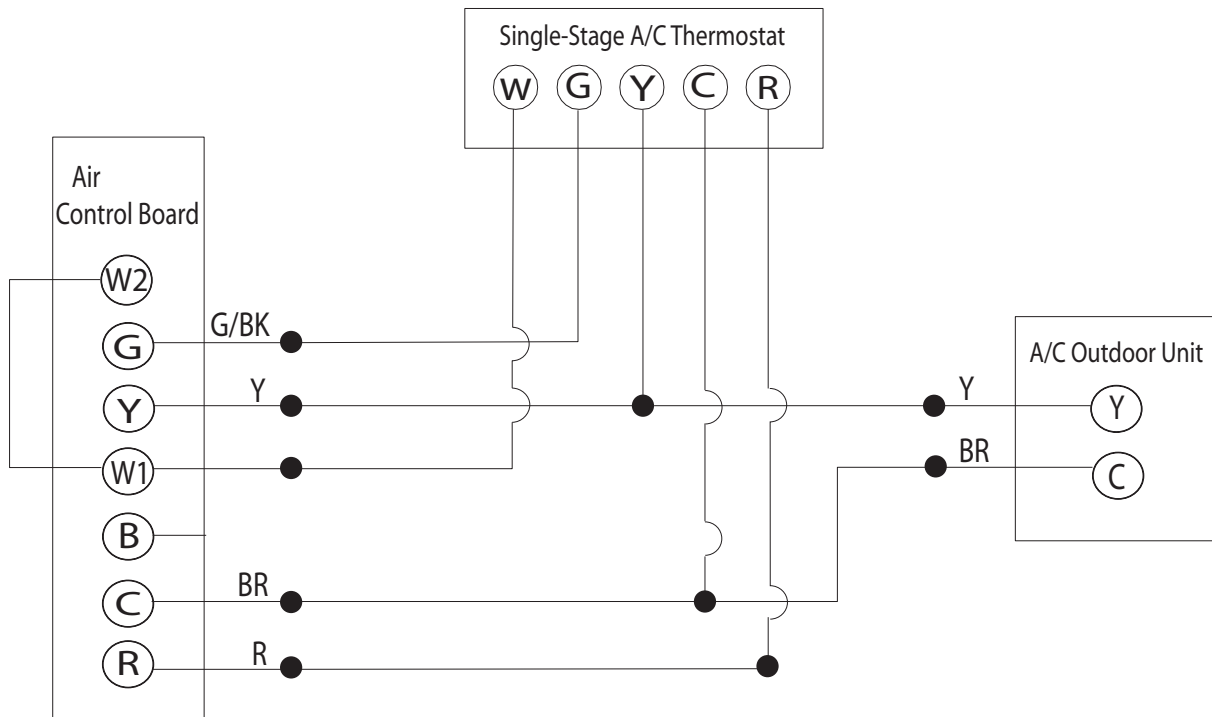 Single-Stage A/C Thermostat
W G Y C R
Air
Control Board
W2
G/BK
G
A/C Outdoor Unit
Y
Y
Y
Y
W1
BR
C
B
BR
C
R
R